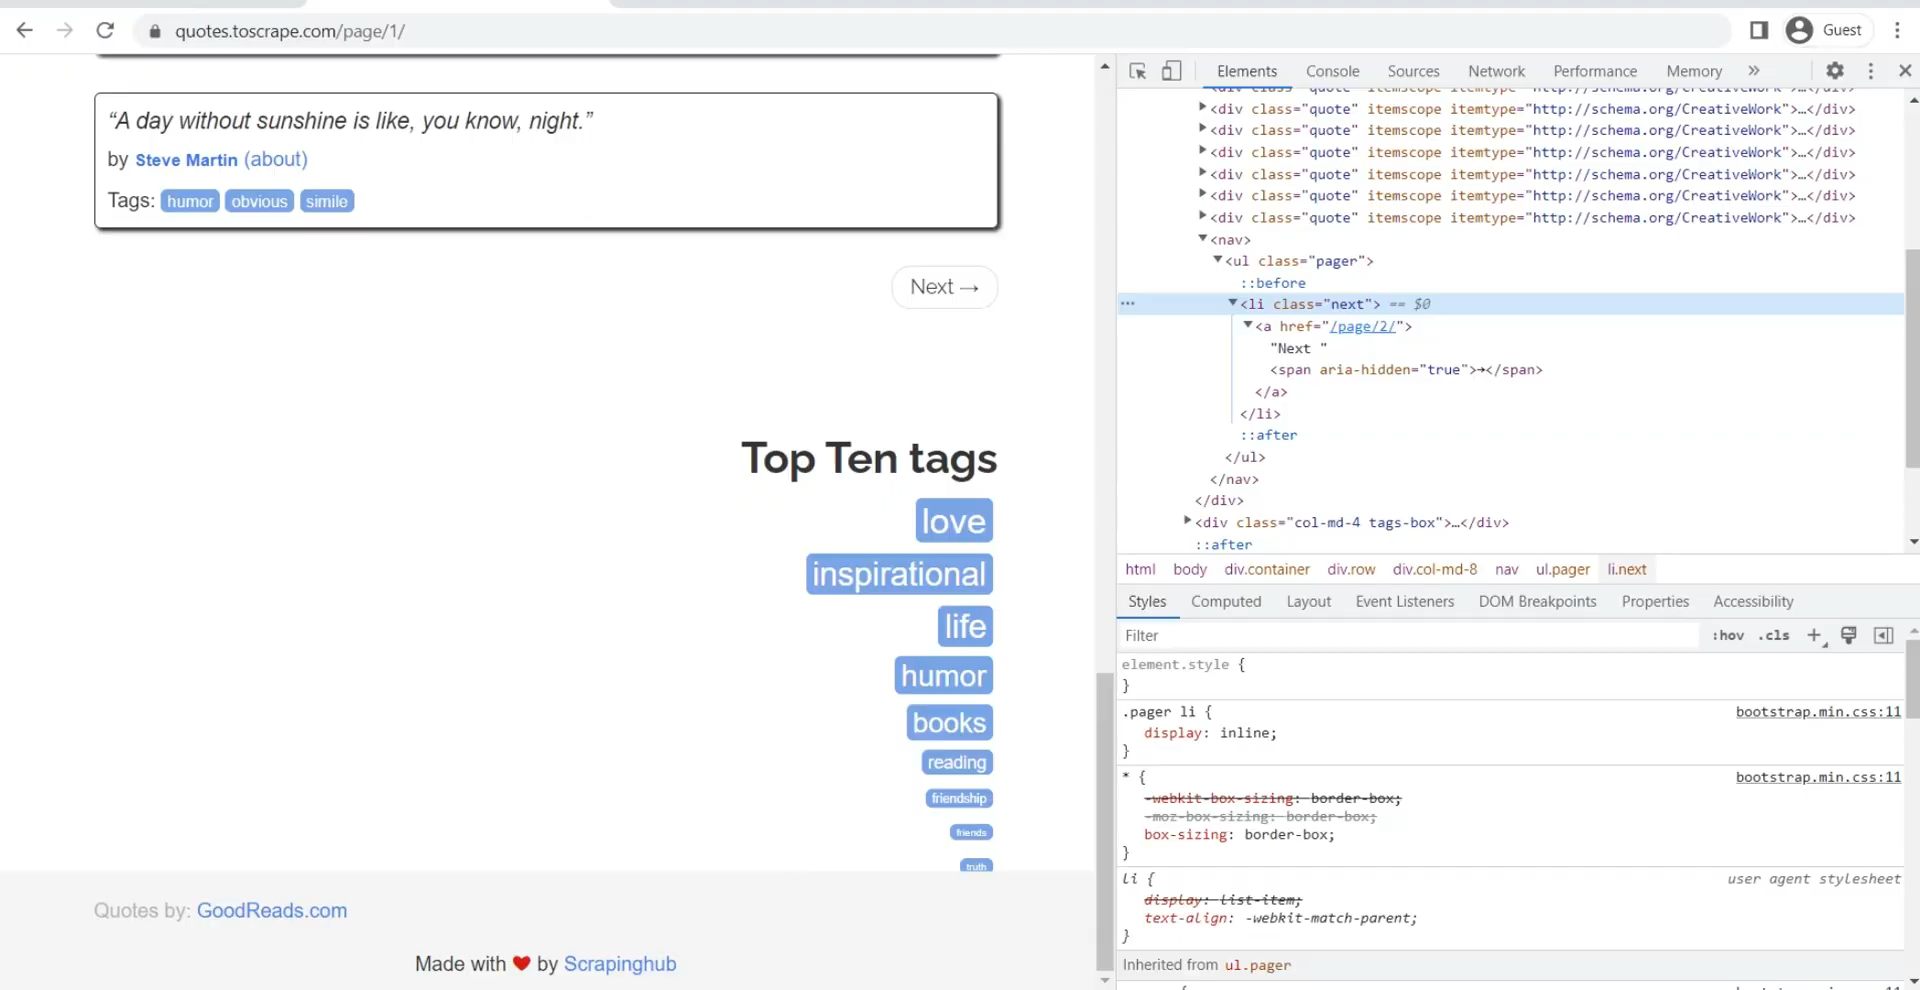 quotes.toscrape.com/page/1/
Guest
“A day without sunshine is like, you know, night.”
by Steve Martin (about)
Tags: humor obvious simile
Next →
Top Ten tags
love
inspirational
life
humor
books
reading
friendship
friends
truth
Quotes by: GoodReads.com
Made with ❤ by Scrapinghub
Elements Console Sources Network Performance Memory »
<div class="quote" itemscope itemtype="http://schema.org/CreativeWork">…</div>
<div class="quote" itemscope itemtype="http://schema.org/CreativeWork">…</div>
<div class="quote" itemscope itemtype="http://schema.org/CreativeWork">…</div>
<div class="quote" itemscope itemtype="http://schema.org/CreativeWork">…</div>
<div class="quote" itemscope itemtype="http://schema.org/CreativeWork">…</div>
<div class="quote" itemscope itemtype="http://schema.org/CreativeWork">…</div>
<div class="quote" itemscope itemtype="http://schema.org/CreativeWork">…</div>
<nav>
<ul class="pager">
::before
<li class="next"> == $0
<a href="/page/2/">
"Next "
<span aria-hidden="true">→</span>
</a>
</li>
::after
</ul>
</nav>
</div>
<div class="col-md-4 tags-box">…</div>
::after
html body div.container div.row div.col-md-8 nav ul.pager li.next
Styles Computed Layout Event Listeners DOM Breakpoints Properties Accessibility
Filter :hov .cls +
element.style {
}
.pager li { bootstrap.min.css:11
display: inline;
}
* { bootstrap.min.css:11
-webkit-box-sizing: border-box;
-moz-box-sizing: border-box;
box-sizing: border-box;
}
li { user agent stylesheet
display: list-item;
text-align: -webkit-match-parent;
}
Inherited from ul.pager